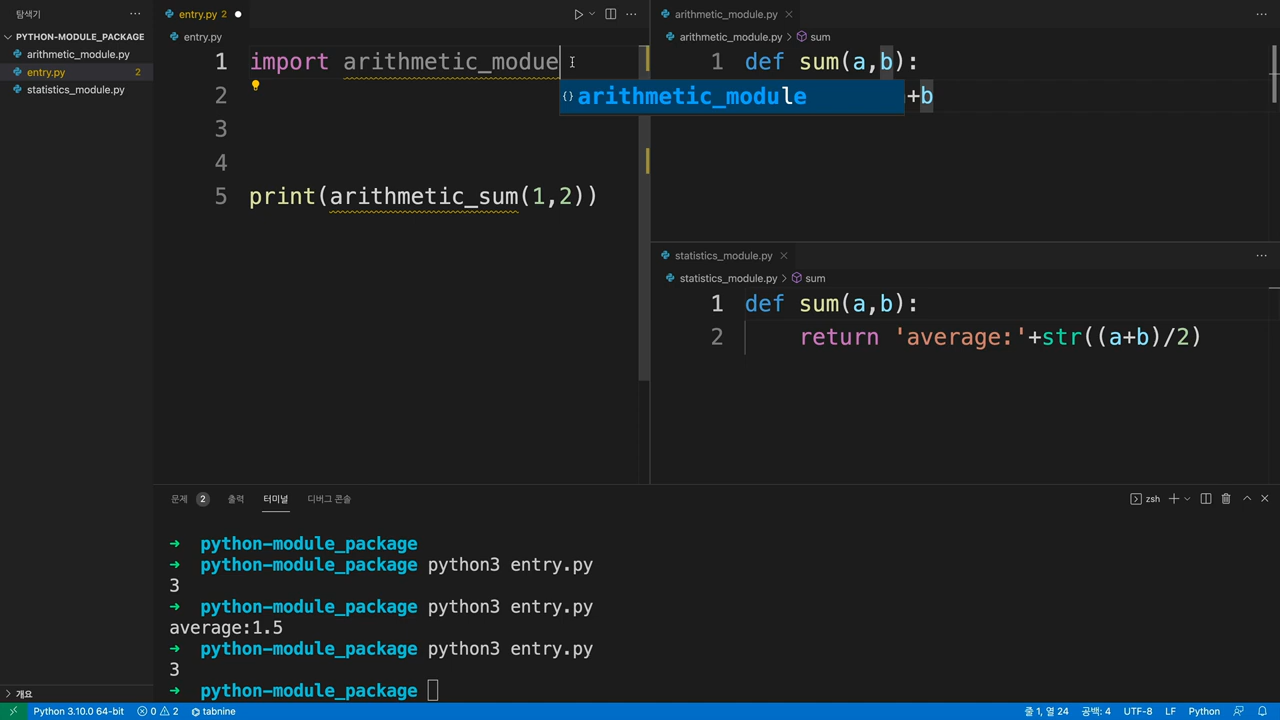 탐색기
PYTHON-MODULE_PACKAGE
arithmetic_module.py
entry.py 2
statistics_module.py
개요
entry.py 2
entry.py
1 import arithmetic_modue
2
3
4
5 print(arithmetic_sum(1,2))
{} arithmetic_module
arithmetic_module.py
arithmetic_module.py > sum
1 def sum(a,b):
+b
statistics_module.py
statistics_module.py > sum
1 def sum(a,b):
2 return 'average:'+str((a+b)/2)
문제 2 출력 터미널 디버그 콘솔
zsh
→ python-module_package
→ python-module_package python3 entry.py
3
→ python-module_package python3 entry.py
average:1.5
→ python-module_package python3 entry.py
3
→ python-module_package
Python 3.10.0 64-bit 0 2 tabnine
줄 1, 열 24 공백: 4 UTF-8 LF Python